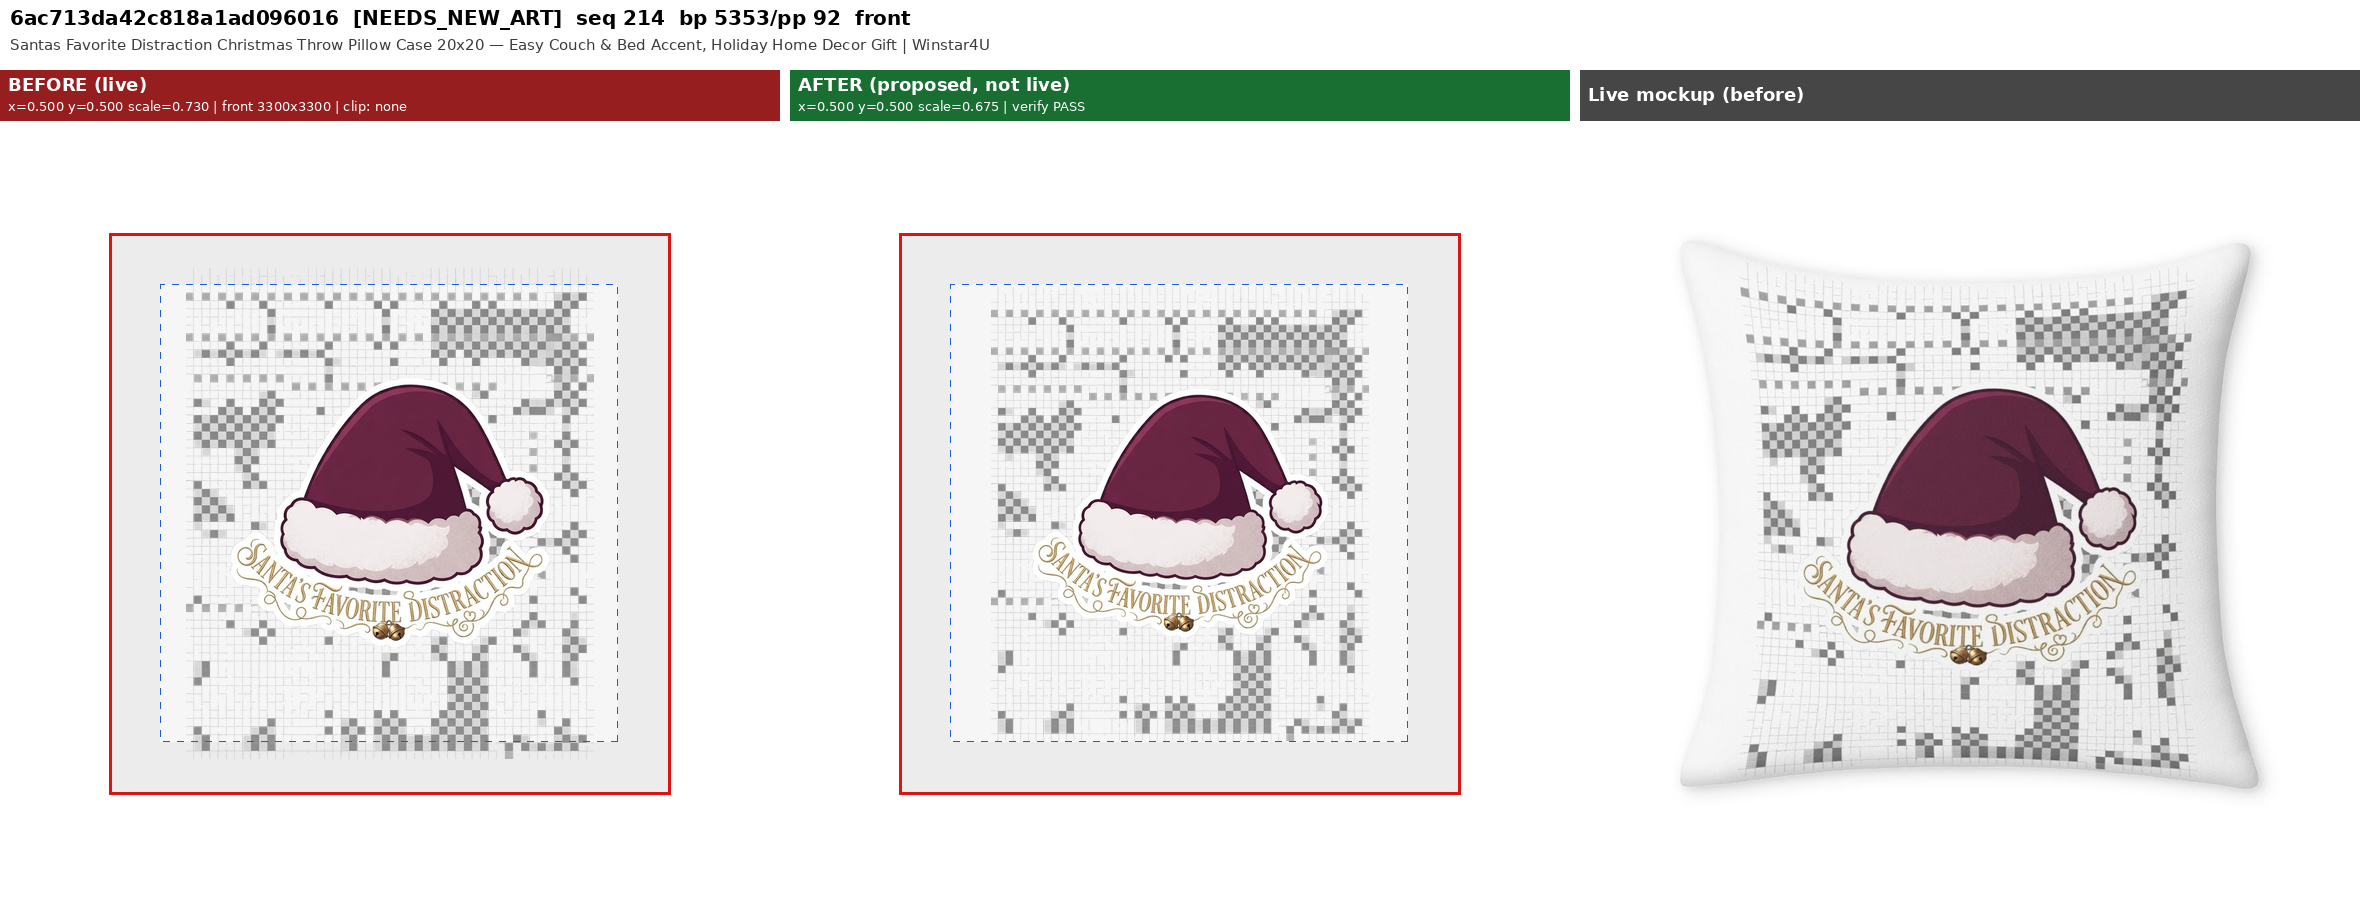 6ac713da42c818a1ad096016 [NEEDS_NEW_ART] seq 214 bp 5353/pp 92 front
Santas Favorite Distraction Christmas Throw Pillow Case 20x20 — Easy Couch & Bed Accent, Holiday Home Decor Gift | Winstar4U
BEFORE (live)
x=0.500 y=0.500 scale=0.730 | front 3300x3300 | clip: none
AFTER (proposed, not live)
x=0.500 y=0.500 scale=0.675 | verify PASS
Live mockup (before)
SANTA'S FAVORITE DISTRACTION
SANTA'S FAVORITE DISTRACTION
SANTA'S FAVORITE DISTRACTION